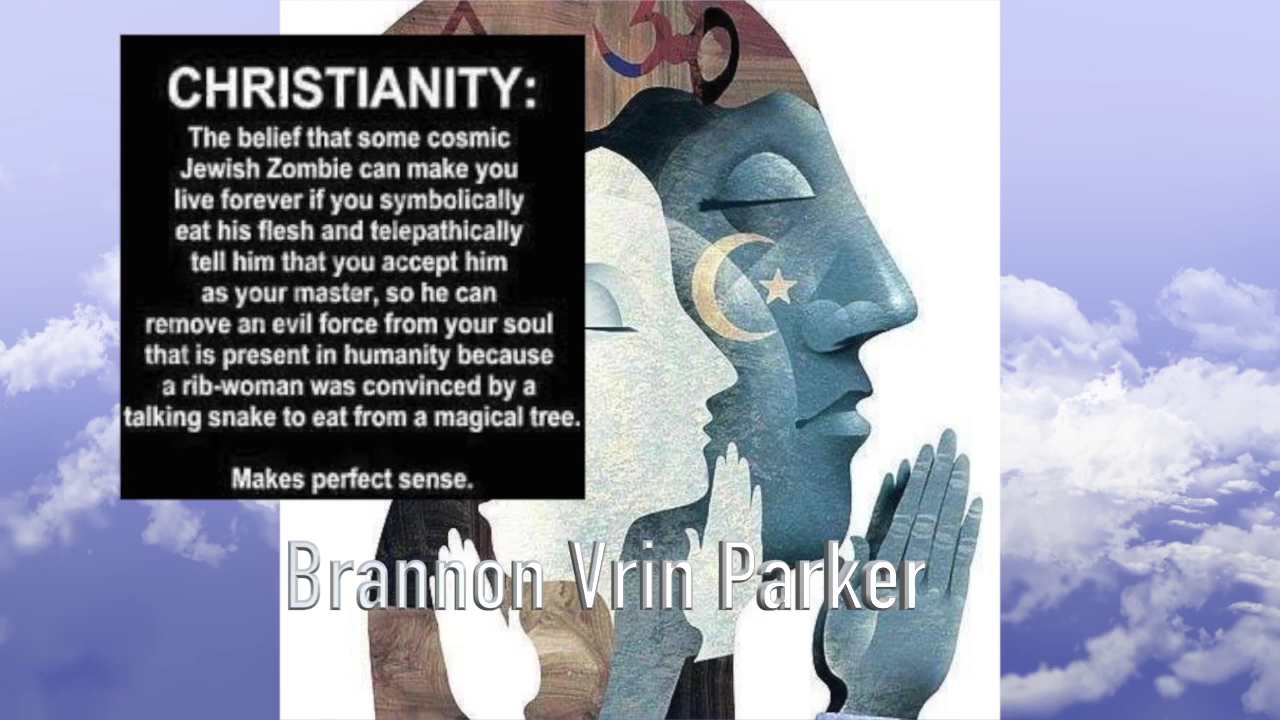 CHRISTIANITY:
The belief that some cosmic
Jewish Zombie can make you
live forever if you symbolically
eat his flesh and telepathically
tell him that you accept him
as your master, so he can
remove an evil force from your soul
that is present in humanity because
a rib-woman was convinced by a
talking snake to eat from a magical tree.
Makes perfect sense.
Brannon Vrin Parker